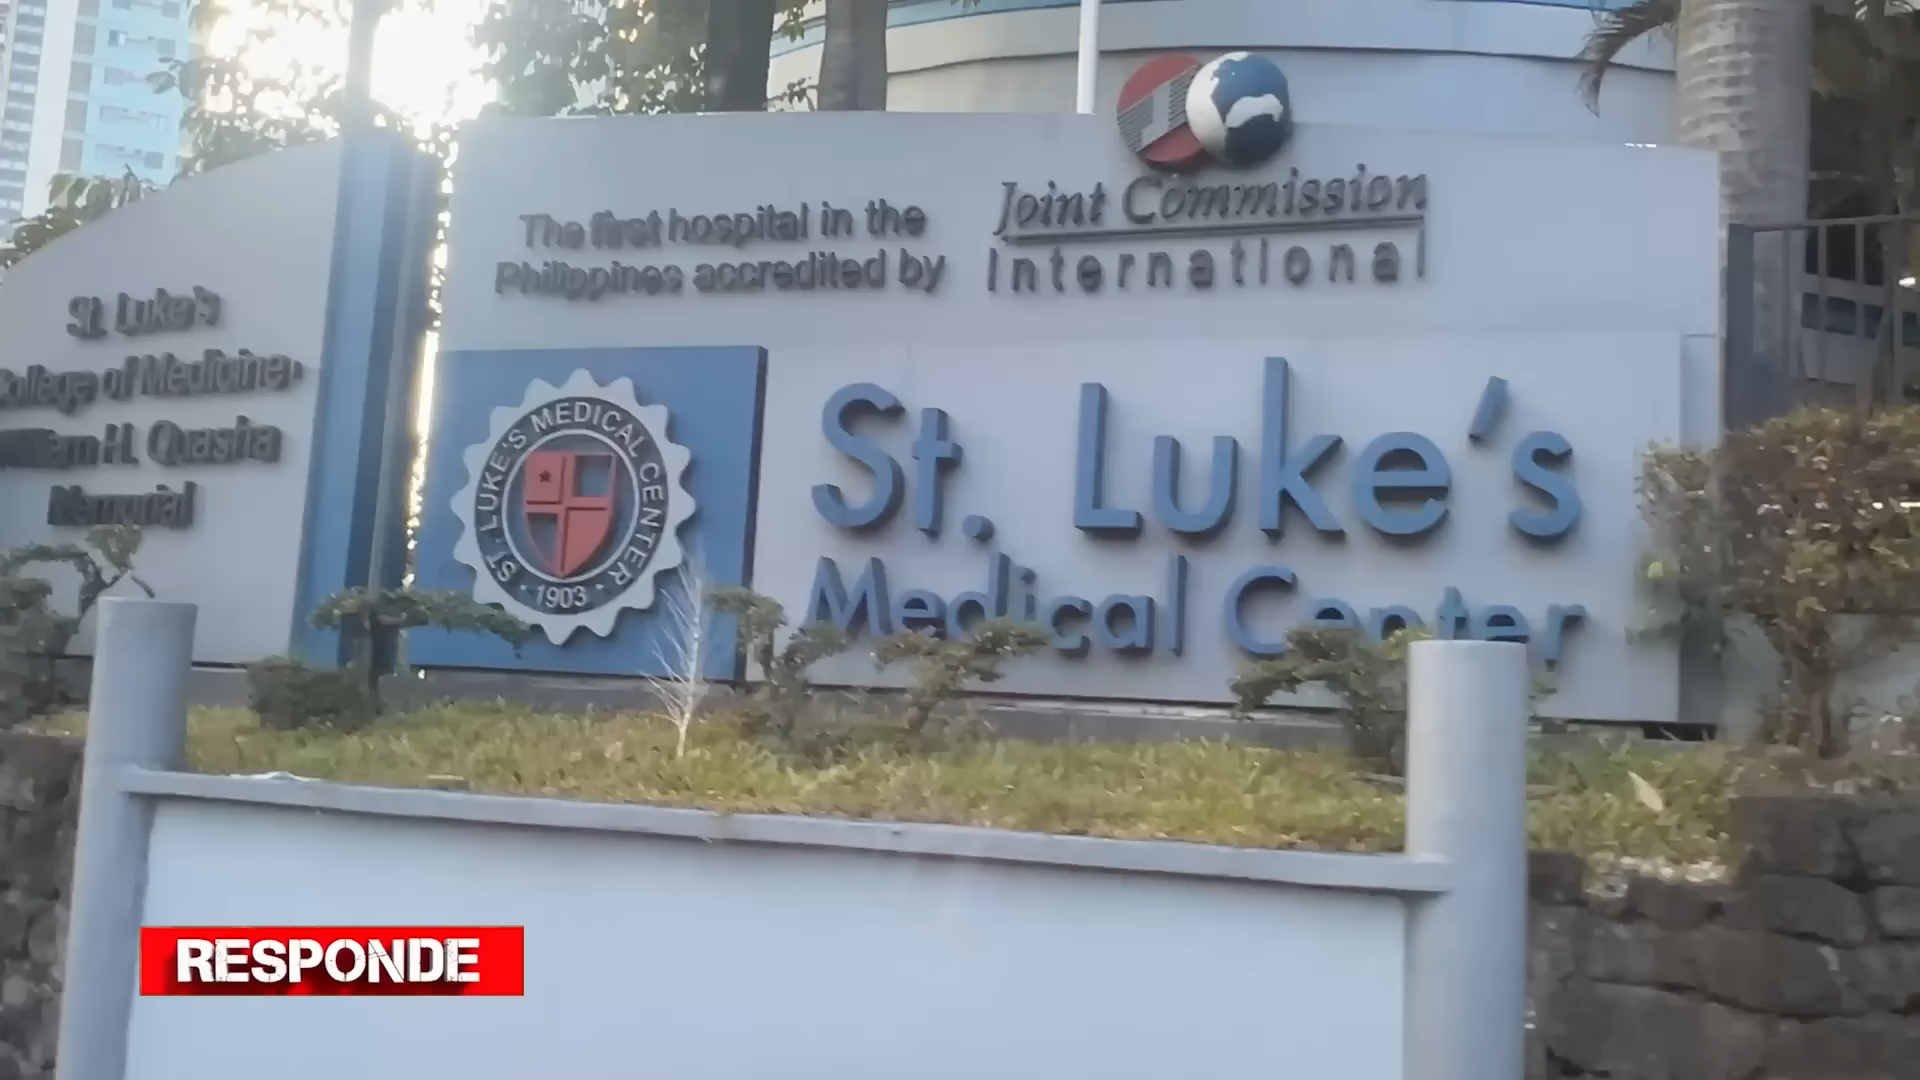 The first hospital in the
Philippines accredited by
Joint Commission
International
St. Luke's
College of Medicine-
William H. Quasha
Memorial
ST. LUKE'S MEDICAL CENTER
1903
St. Luke's
Medical Center
RESPONDE